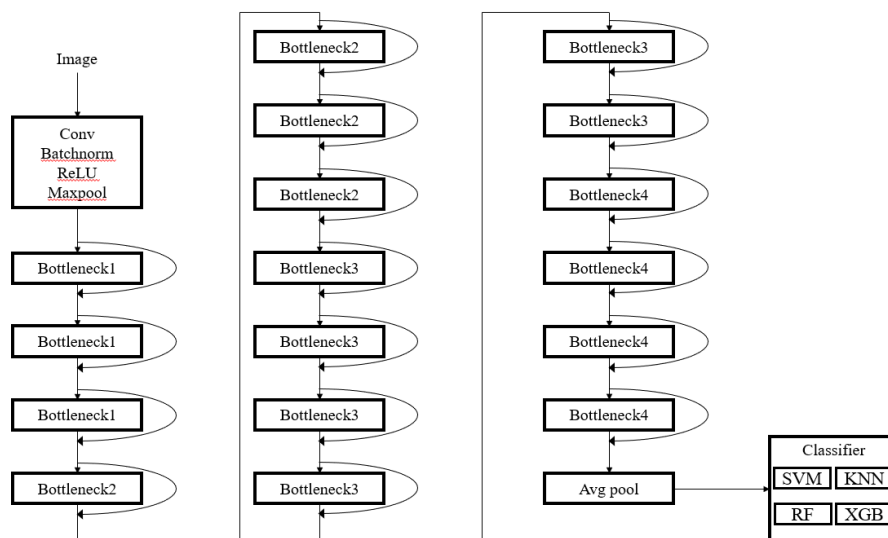 Image
Conv
Batchnorm
ReLU
Maxpool
Bottleneck1
Bottleneck1
Bottleneck1
Bottleneck2
Bottleneck2
Bottleneck2
Bottleneck2
Bottleneck3
Bottleneck3
Bottleneck3
Bottleneck3
Bottleneck3
Bottleneck3
Bottleneck4
Bottleneck4
Bottleneck4
Bottleneck4
Avg pool
Classifier
SVM KNN
RF XGB